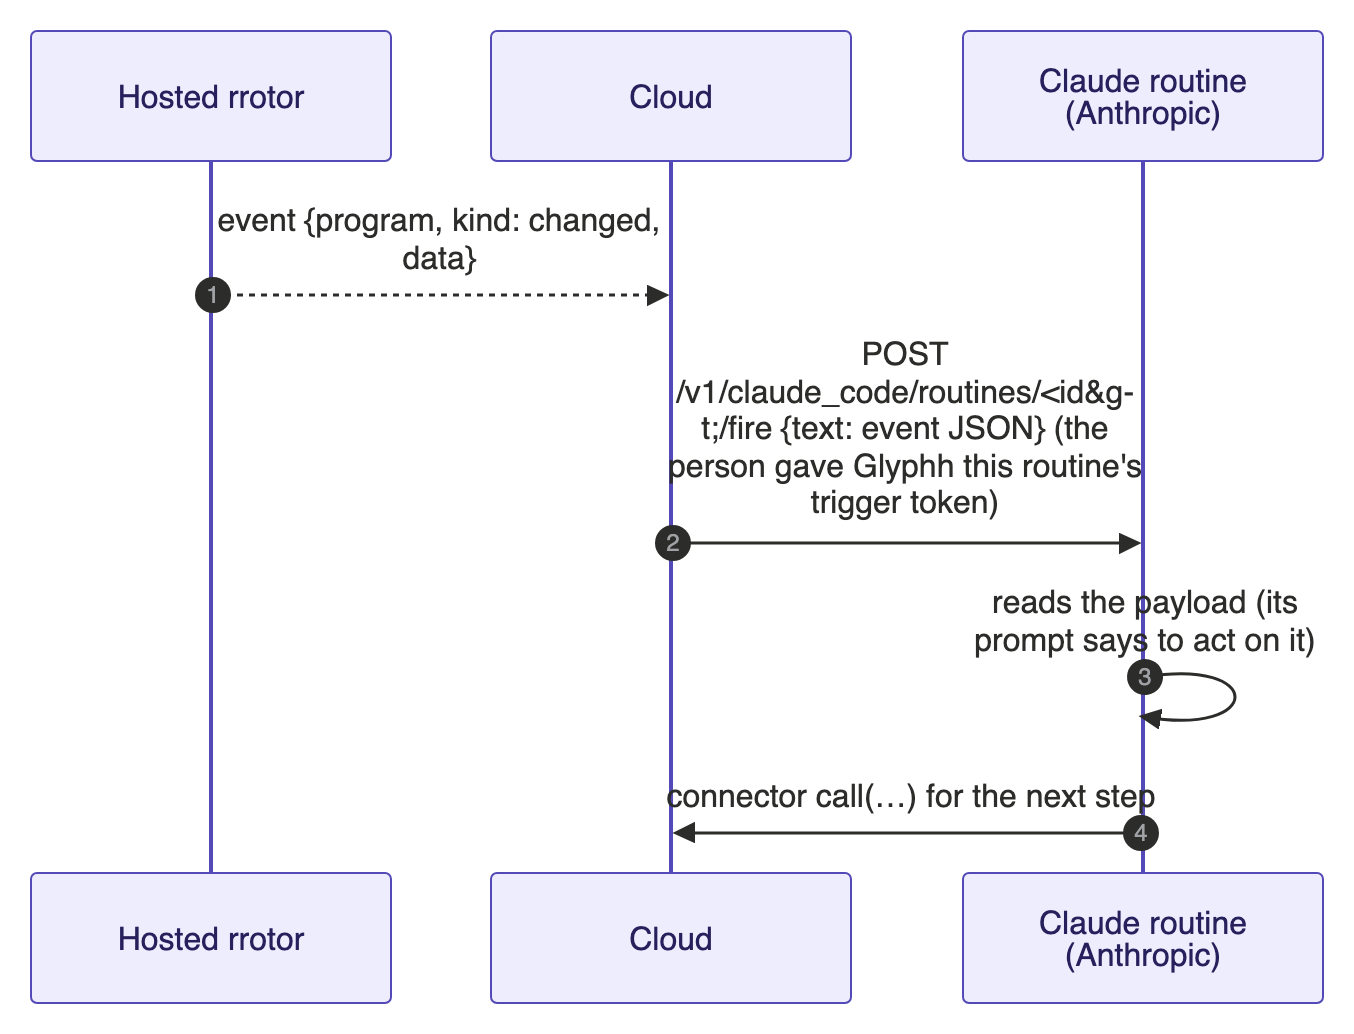 Hosted rrotor
Cloud
Claude routine
(Anthropic)
event {program, kind: changed,
data}
1
POST
/v1/claude_code/routines/<id&g-
t;/fire {text: event JSON} (the
person gave Glyphh this routine's
trigger token)
2
reads the payload (its
prompt says to act on it)
3
connector call(…) for the next step
4
Hosted rrotor
Cloud
Claude routine
(Anthropic)